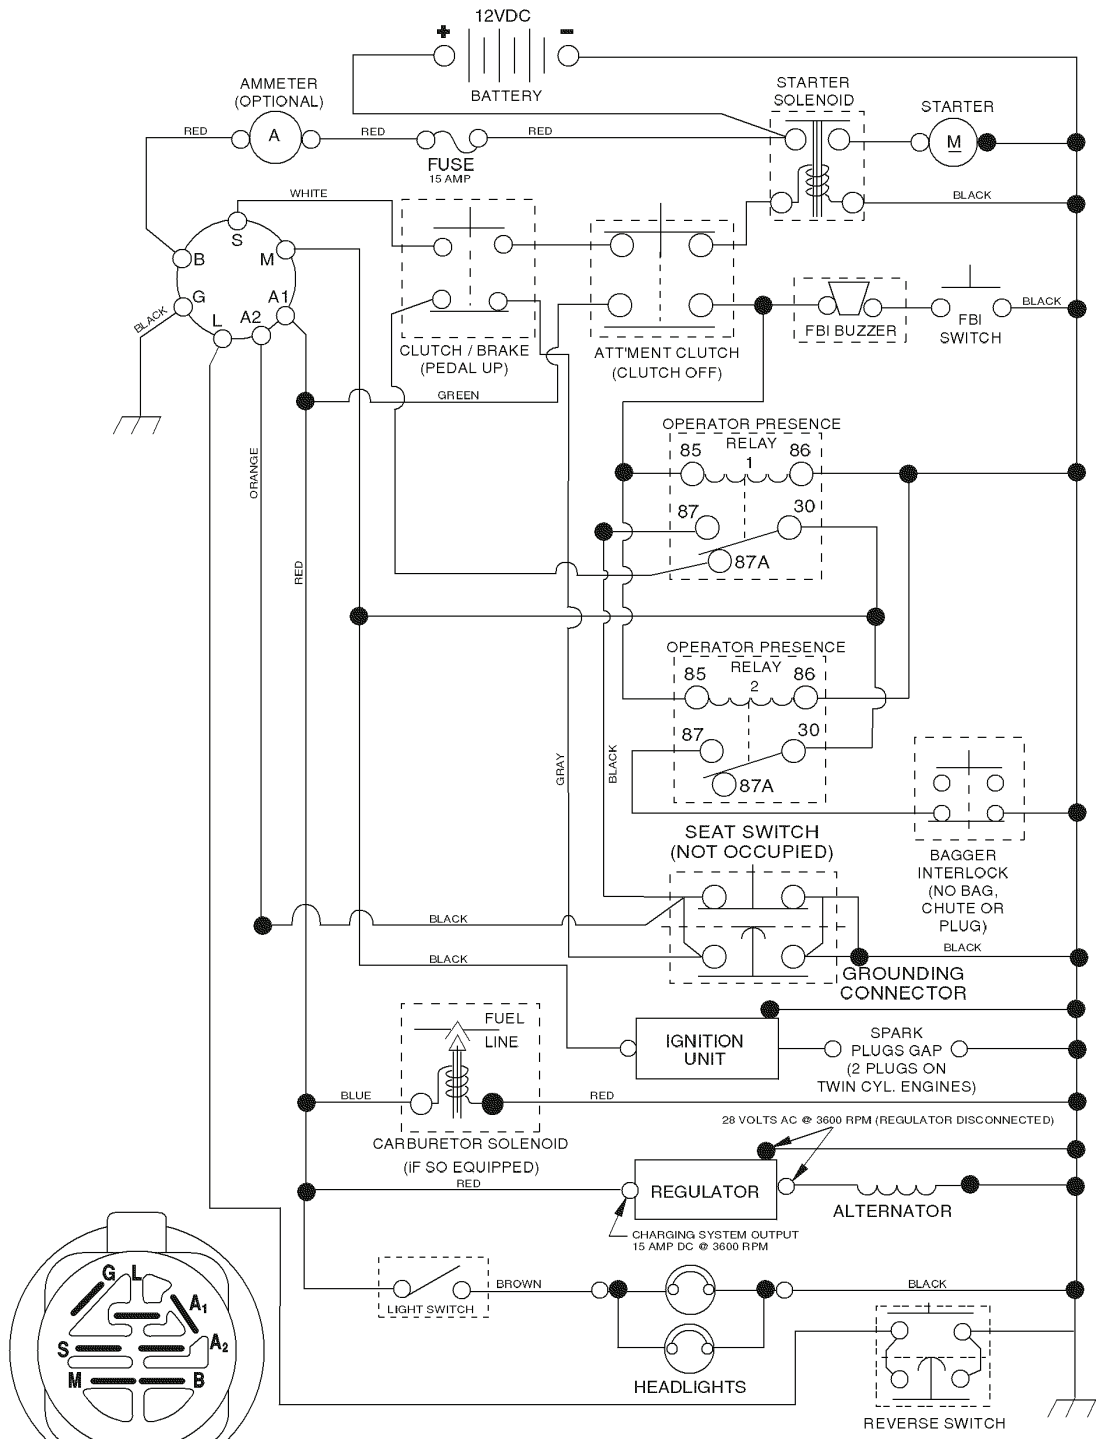 12VDC
+ -
BATTERY
AMMETER
(OPTIONAL)
STARTER
SOLENOID
STARTER
RED
A
RED
RED
M
FUSE
15 AMP
WHITE
BLACK
S
B
M
G
A1
A2
L
BLACK
FBI BUZZER
FBI
SWITCH
BLACK
CLUTCH / BRAKE
(PEDAL UP)
ATT'MENT CLUTCH
(CLUTCH OFF)
GREEN
OPERATOR PRESENCE
RELAY
1
85
86
87
30
87A
ORANGE
RED
OPERATOR PRESENCE
RELAY
2
85
86
87
30
87A
GRAY
BLACK
SEAT SWITCH
(NOT OCCUPIED)
BAGGER
INTERLOCK
(NO BAG,
CHUTE OR
PLUG)
BLACK
BLACK
BLACK
GROUNDING
CONNECTOR
FUEL
LINE
IGNITION
UNIT
SPARK
PLUGS GAP
(2 PLUGS ON
TWIN CYL. ENGINES)
BLUE
RED
CARBURETOR SOLENOID
(IF SO EQUIPPED)
28 VOLTS AC @ 3600 RPM (REGULATOR DISCONNECTED)
RED
REGULATOR
ALTERNATOR
CHARGING SYSTEM OUTPUT
15 AMP DC @ 3600 RPM
LIGHT SWITCH
BROWN
BLACK
HEADLIGHTS
REVERSE SWITCH
G
L
A1
A2
S
M
B